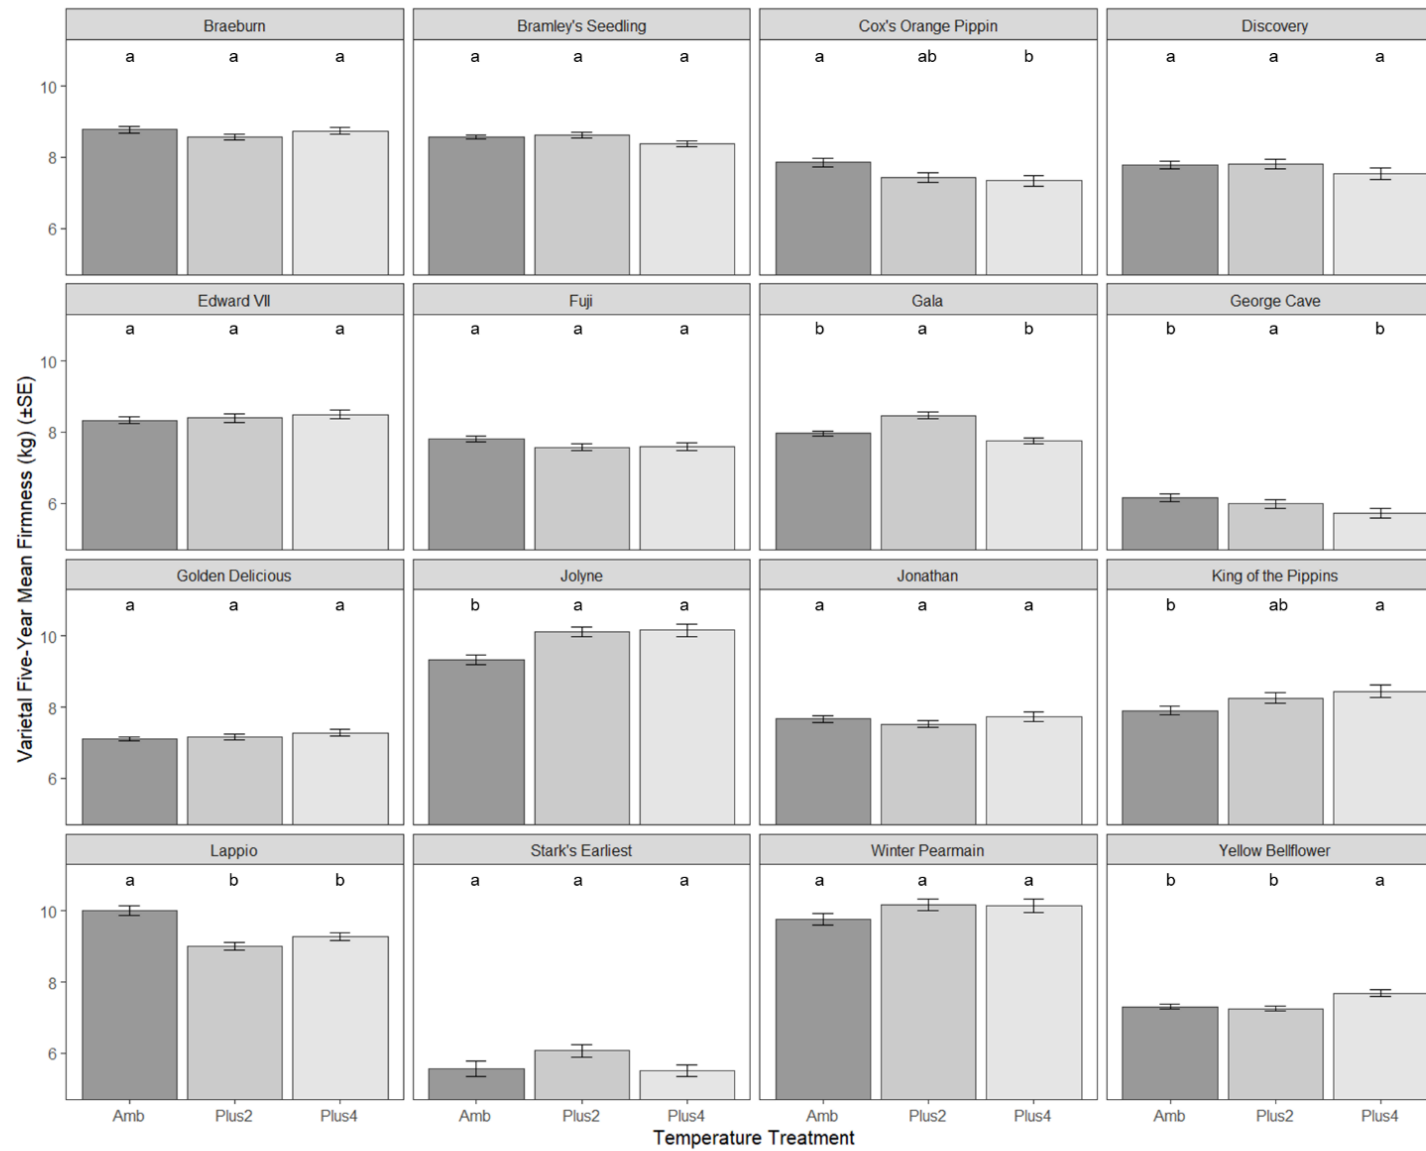 Braeburn Bramley's Seedling Cox's Orange Pippin Discovery
a a a a a a a ab b a a a
10
8
6
Edward VII Fuji Gala George Cave
a a a a a a b a b b a b
10
8
6
Golden Delicious Jolyne Jonathan King of the Pippins
a a a b a a a a a b ab a
10
8
6
Lappio Stark's Earliest Winter Pearmain Yellow Bellflower
a b b a a a a a a b b a
10
8
6
Amb Plus2 Plus4 Amb Plus2 Plus4 Amb Plus2 Plus4 Amb Plus2 Plus4
Temperature Treatment
Varietal Five-Year Mean Firmness (kg) (±SE)